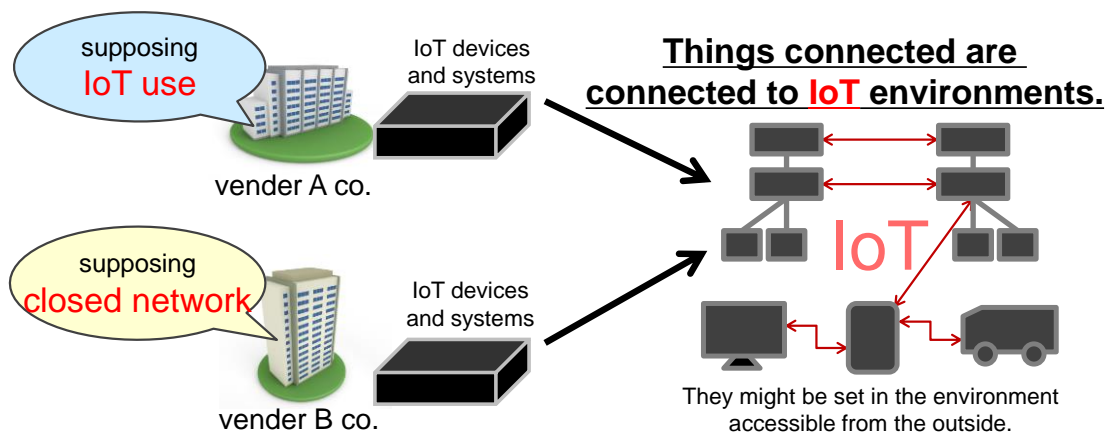 supposing
IoT use
IoT devices
and systems
vender A co.
Things connected are
connected to IoT environments.
supposing
closed network
IoT devices
and systems
vender B co.
IoT
They might be set in the environment
accessible from the outside.